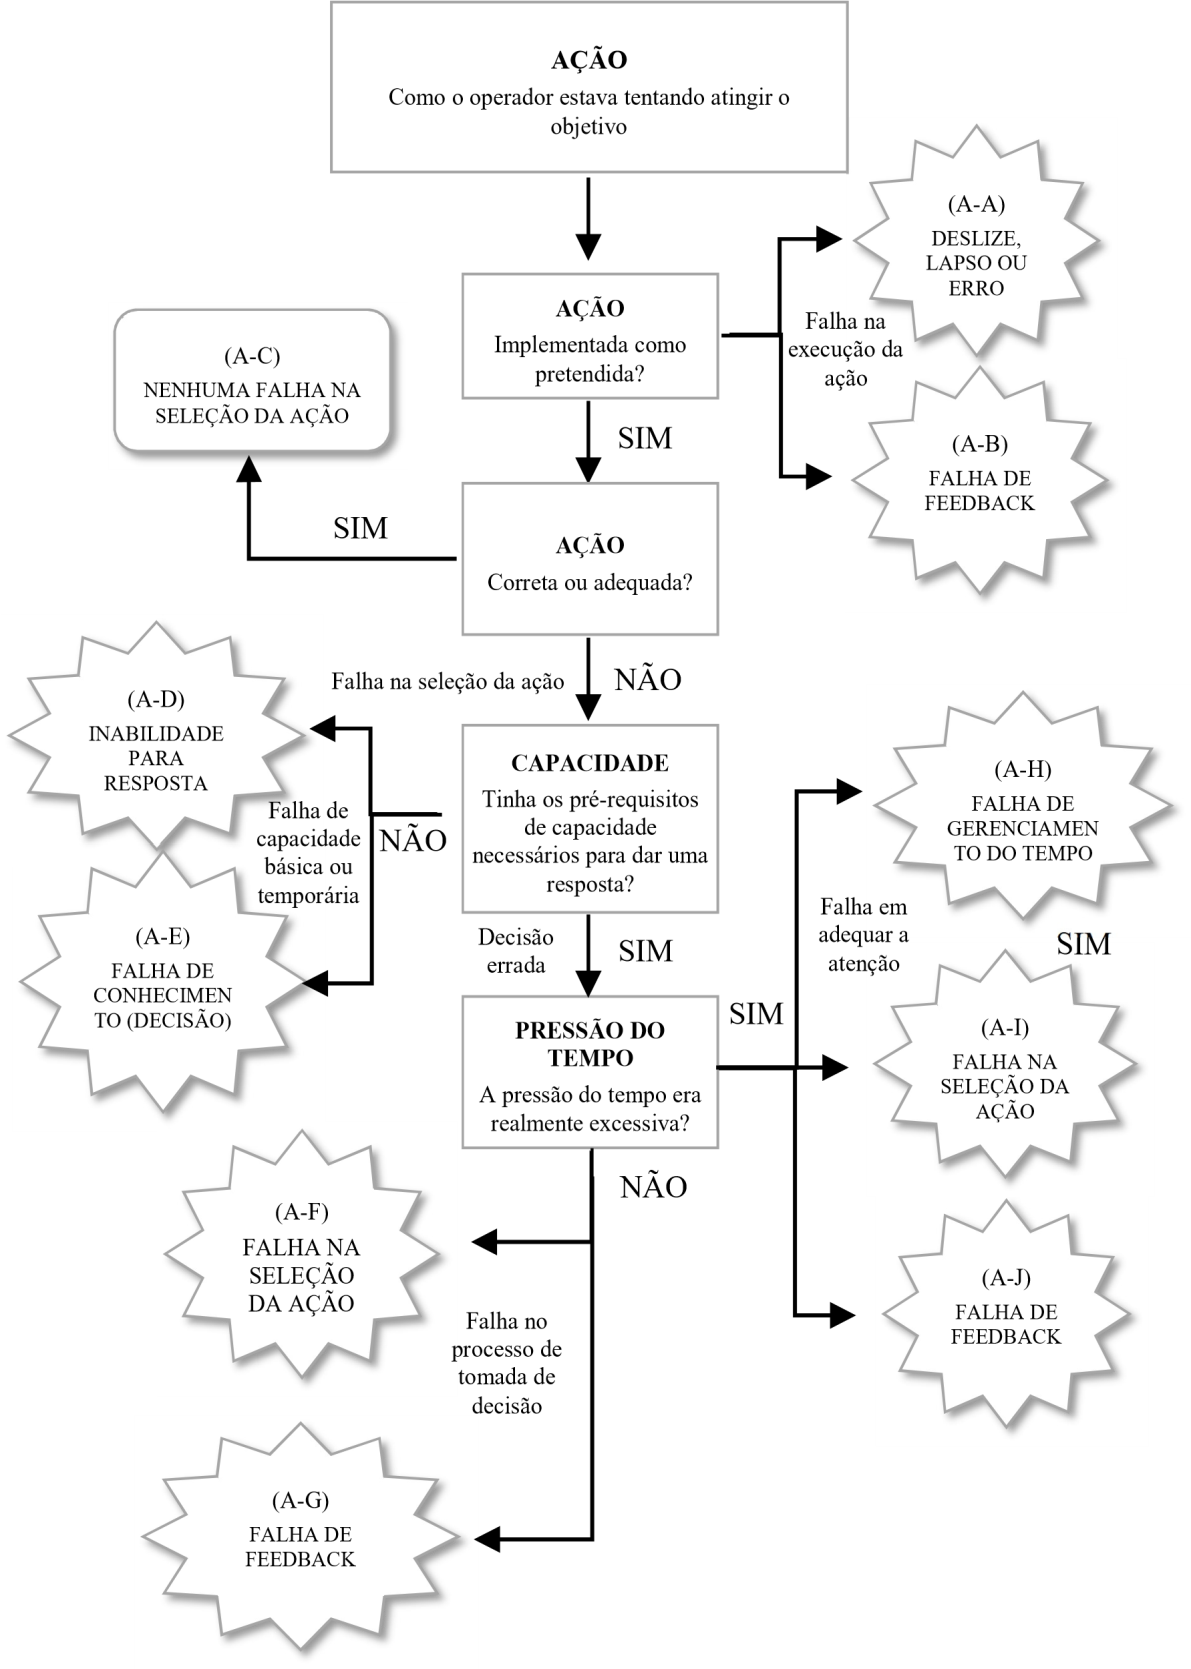 AÇÃO
Como o operador estava tentando atingir o
objetivo
(A-A)
DESLIZE,
LAPSO OU
ERRO
AÇÃO
Implementada como
pretendida?
Falha na
execução da
ação
(A-C)
NENHUMA FALHA NA
SELEÇÃO DA AÇÃO
SIM
(A-B)
FALHA DE
FEEDBACK
SIM
AÇÃO
Correta ou adequada?
Falha na seleção da ação
NÃO
(A-D)
INABILIDADE
PARA
RESPOSTA
CAPACIDADE
Tinha os pré-requisitos
de capacidade
necessários para dar uma
resposta?
Falha de
capacidade
básica ou
temporária
NÃO
(A-H)
FALHA DE
GERENCIAMEN
TO DO TEMPO
(A-E)
FALHA DE
CONHECIMEN
TO (DECISÃO)
Decisão
errada
SIM
Falha em
adequar a
atenção
SIM
PRESSÃO DO
TEMPO
A pressão do tempo era
realmente excessiva?
SIM
(A-I)
FALHA NA
SELEÇÃO DA
AÇÃO
NÃO
(A-F)
FALHA NA
SELEÇÃO
DA AÇÃO
(A-J)
FALHA DE
FEEDBACK
Falha no
processo de
tomada de
decisão
(A-G)
FALHA DE
FEEDBACK